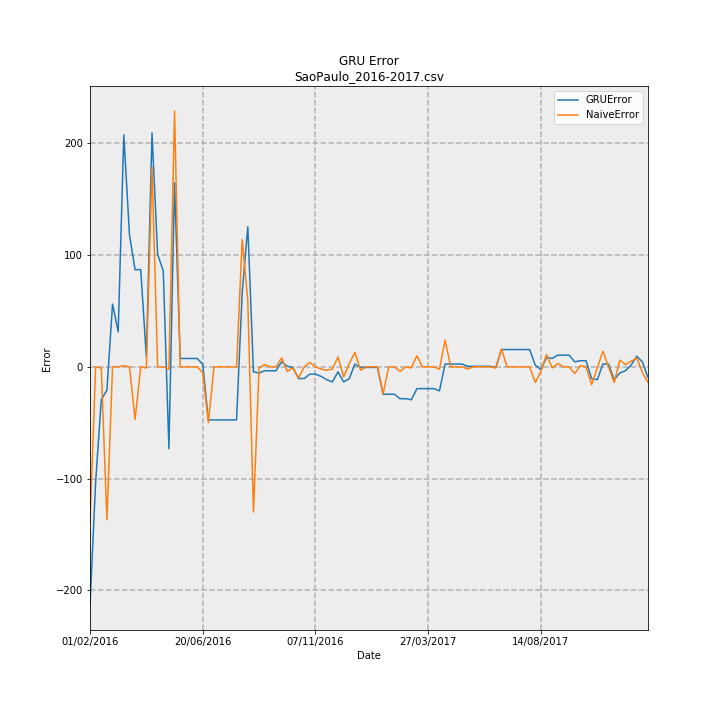 GRU Error
SaoPaulo_2016-2017.csv
GRUError
NaiveError
200
100
0
−100
−200
Error
01/02/2016
20/06/2016
07/11/2016
27/03/2017
14/08/2017
Date